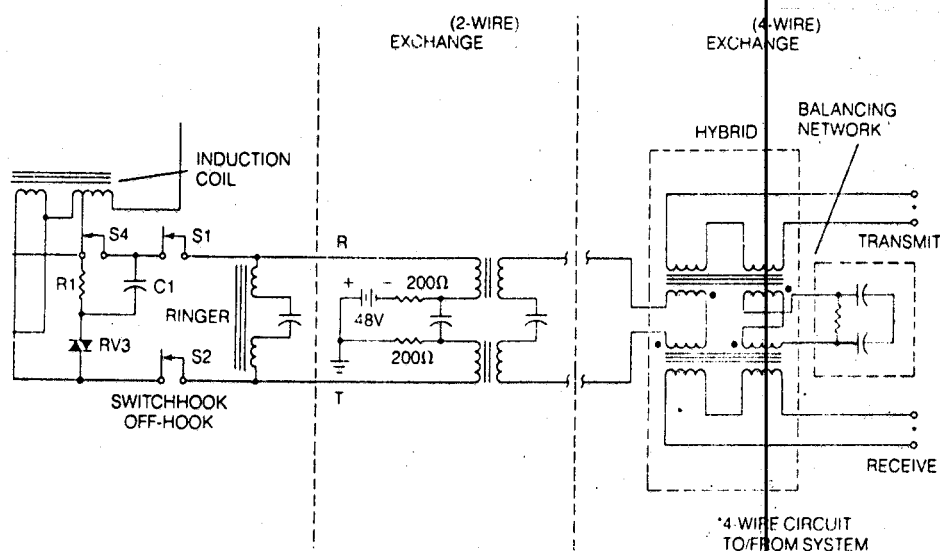 (2-WIRE)
EXCHANGE
(4-WIRE)
EXCHANGE
HYBRID
BALANCING
NETWORK
INDUCTION
COIL
S4
S1
R
TRANSMIT
R1
C1
RINGER
+ −
200Ω
48V
RV3
S2
200Ω
SWITCHHOOK
OFF-HOOK
T
RECEIVE
*4-WIRE CIRCUIT
TO/FROM SYSTEM